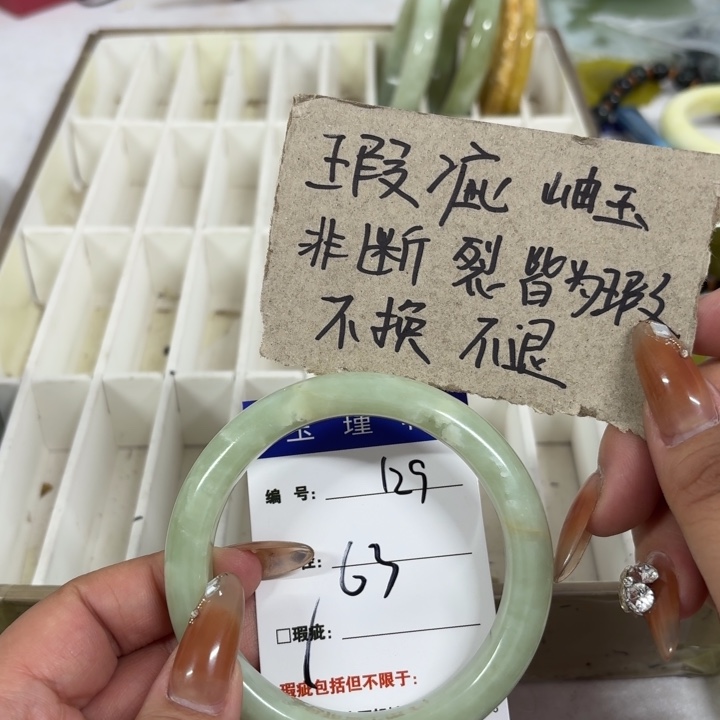 瑕疵 岫玉
非断裂皆为瑕
不换 不退
编 号: 129
63
□瑕疵:
瑕疵包括但不限于: